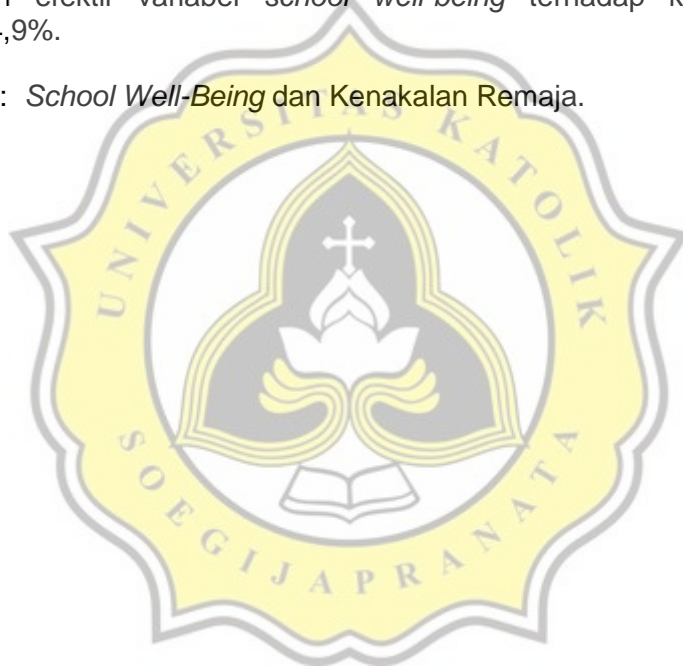 efektif variabel school well-being terhadap
,9%.
: School Well-Being dan Kenakalan Remaja.
UNIVERSITAS KATOLIK
SOEGIJAPRANATA